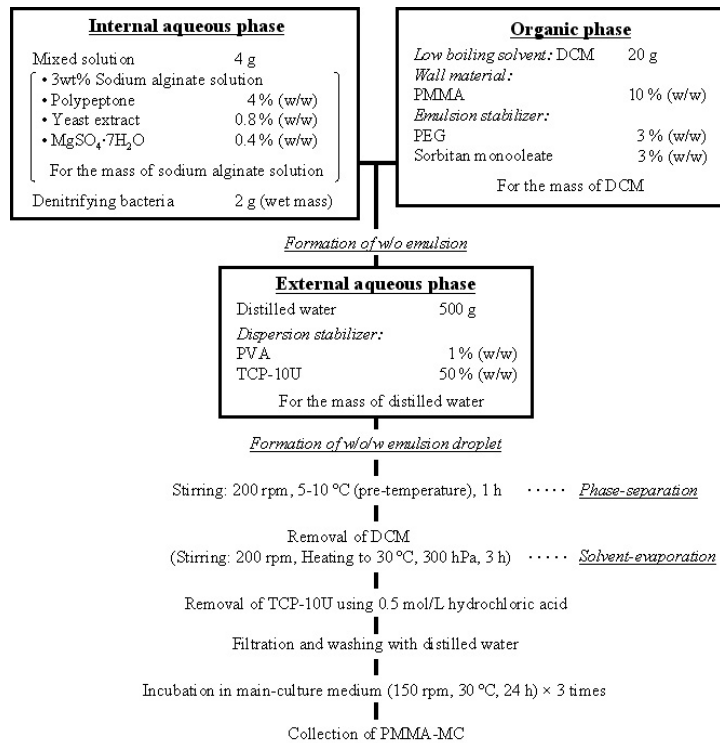 Internal aqueous phase
Mixed solution 4 g
• 3wt% Sodium alginate solution
• Polypeptone 4 % (w/w)
• Yeast extract 0.8% (w/w)
• MgSO₄·7H₂O 0.4% (w/w)
For the mass of sodium alginate solution
Denitrifying bacteria 2 g (wet mass)
Organic phase
Low boiling solvent: DCM 20 g
Wall material:
PMMA 10 % (w/w)
Emulsion stabilizer:
PEG 3 % (w/w)
Sorbitan monooleate 3 % (w/w)
For the mass of DCM
Formation of w/o emulsion
External aqueous phase
Distilled water 500 g
Dispersion stabilizer:
PVA 1 % (w/w)
TCP-10U 50 % (w/w)
For the mass of distilled water
Formation of w/o/w emulsion droplet
Stirring: 200 rpm, 5-10 °C (pre-temperature), 1 h ····· Phase-separation
Removal of DCM
(Stirring: 200 rpm, Heating to 30 °C, 300 hPa, 3 h) ····· Solvent-evaporation
Removal of TCP-10U using 0.5 mol/L hydrochloric acid
Filtration and washing with distilled water
Incubation in main-culture medium (150 rpm, 30 °C, 24 h) × 3 times
Collection of PMMA-MC